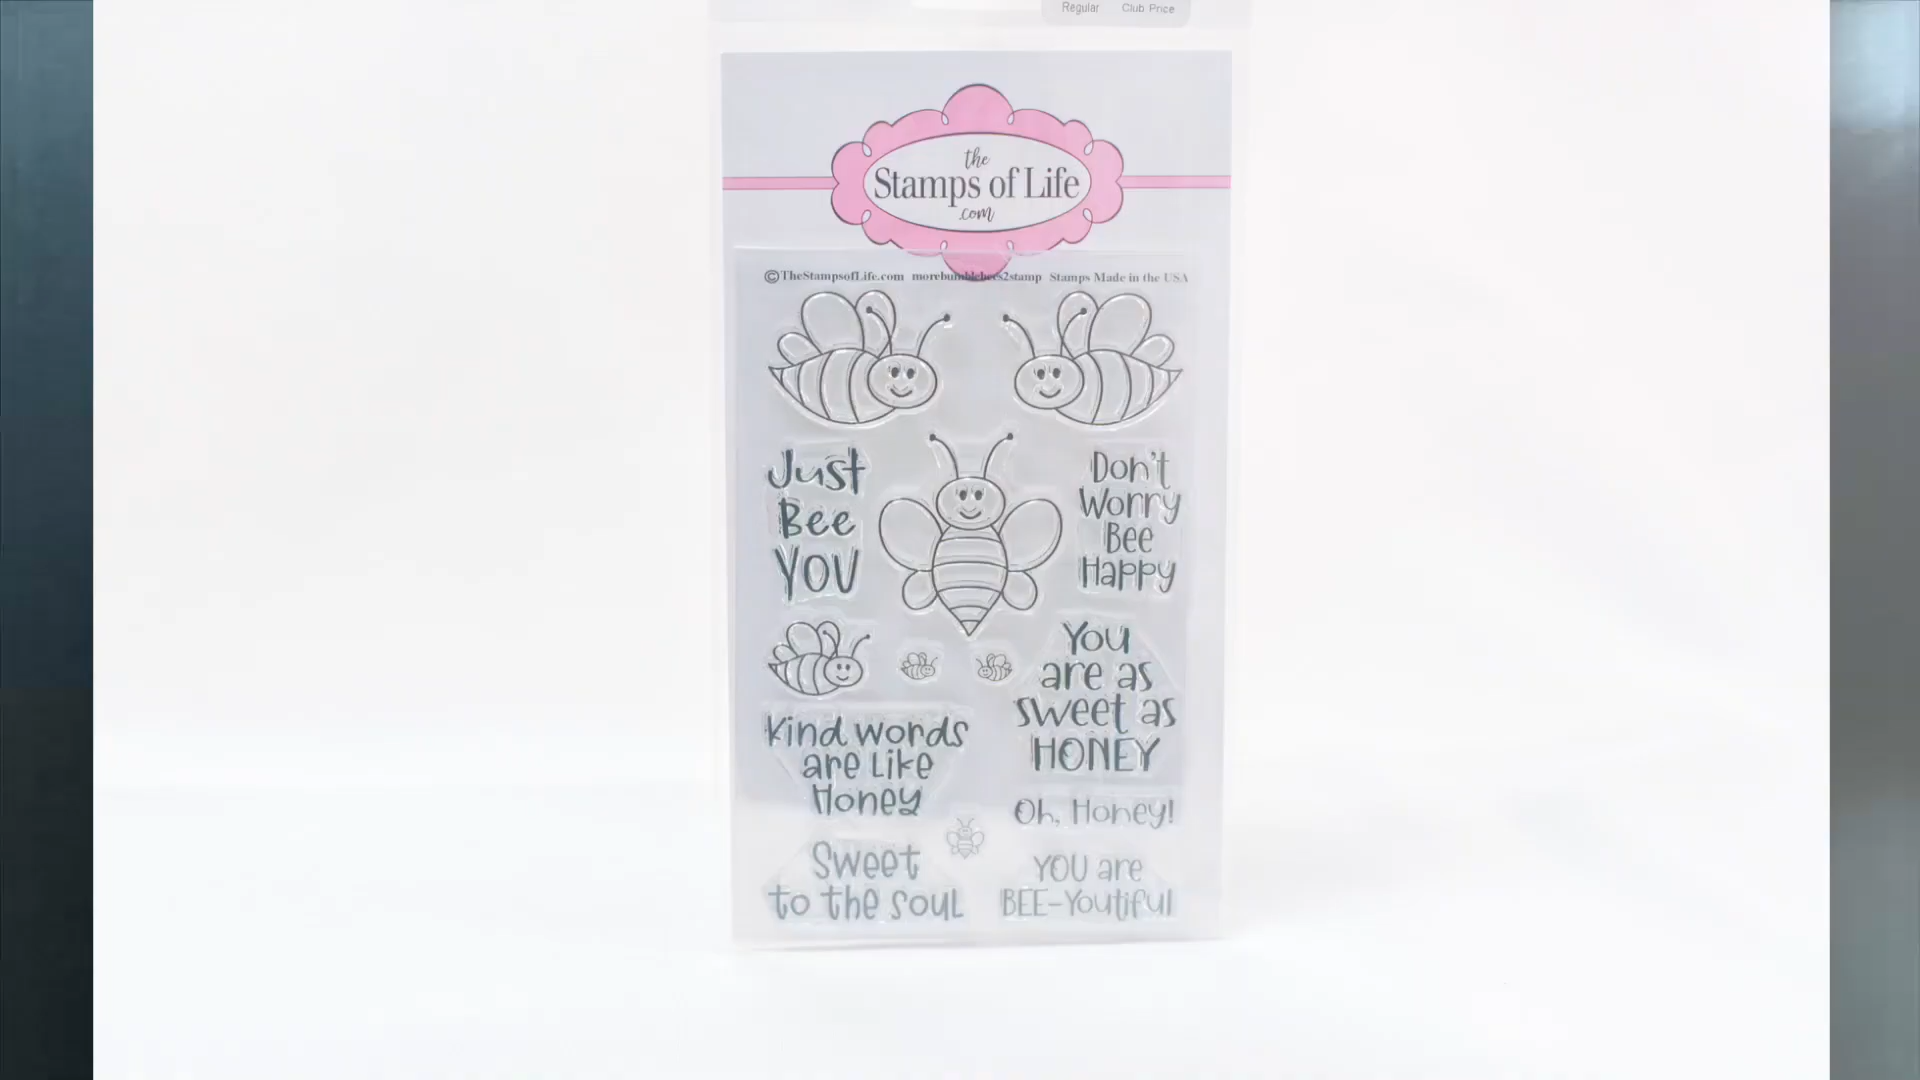 Regular Club Price
the
Stamps of Life
.com
©TheStampsofLife.com morebumblebees2stamp Stamps Made in the USA
Just
Bee
YOU
Don't
Worry
Bee
Happy
You
are as
sweet as
HONEY
Kind words
are Like
Honey
Oh, Honey!
Sweet
to the soul
YOU are
BEE-Youtiful